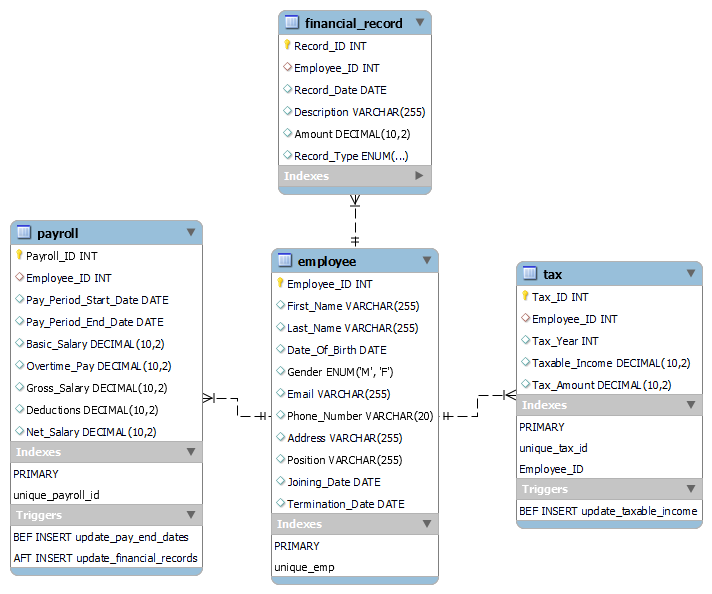 financial_record
Record_ID INT
Employee_ID INT
Record_Date DATE
Description VARCHAR(255)
Amount DECIMAL(10,2)
Record_Type ENUM(...)
Indexes
payroll
Payroll_ID INT
Employee_ID INT
Pay_Period_Start_Date DATE
Pay_Period_End_Date DATE
Basic_Salary DECIMAL(10,2)
Overtime_Pay DECIMAL(10,2)
Gross_Salary DECIMAL(10,2)
Deductions DECIMAL(10,2)
Net_Salary DECIMAL(10,2)
Indexes
PRIMARY
unique_payroll_id
Triggers
BEF INSERT update_pay_end_dates
AFT INSERT update_financial_records
employee
Employee_ID INT
First_Name VARCHAR(255)
Last_Name VARCHAR(255)
Date_Of_Birth DATE
Gender ENUM('M', 'F')
Email VARCHAR(255)
Phone_Number VARCHAR(20)
Address VARCHAR(255)
Position VARCHAR(255)
Joining_Date DATE
Termination_Date DATE
Indexes
PRIMARY
unique_emp
tax
Tax_ID INT
Employee_ID INT
Tax_Year INT
Taxable_Income DECIMAL(10,2)
Tax_Amount DECIMAL(10,2)
Indexes
PRIMARY
unique_tax_id
Employee_ID
Triggers
BEF INSERT update_taxable_income